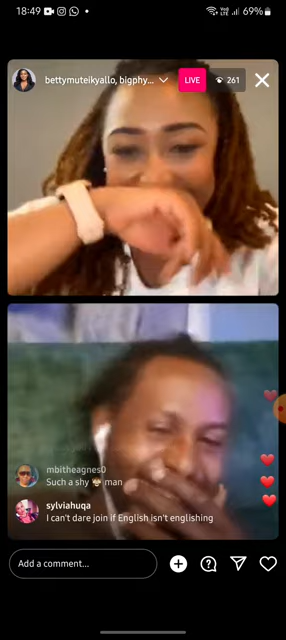 18:49
69%
bettymuteikyallo, bigphy...
LIVE
261
mbitheagnes0
Such a shy man
sylviahuqa
I can't dare join if English isn't englishing
Add a comment...